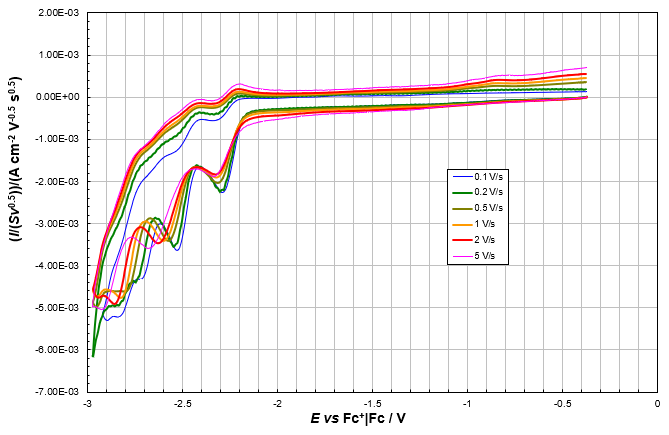 2.00E-03
1.00E-03
0.00E+00
-1.00E-03
-2.00E-03
-3.00E-03
-4.00E-03
-5.00E-03
-6.00E-03
-7.00E-03
(I/(Sv^0.5))/(A cm^-2 V^-0.5 s^0.5)
0.1 V/s
0.2 V/s
0.5 V/s
1 V/s
2 V/s
5 V/s
-3 -2.5 -2 -1.5 -1 -0.5 0
E vs Fc⁺|Fc / V